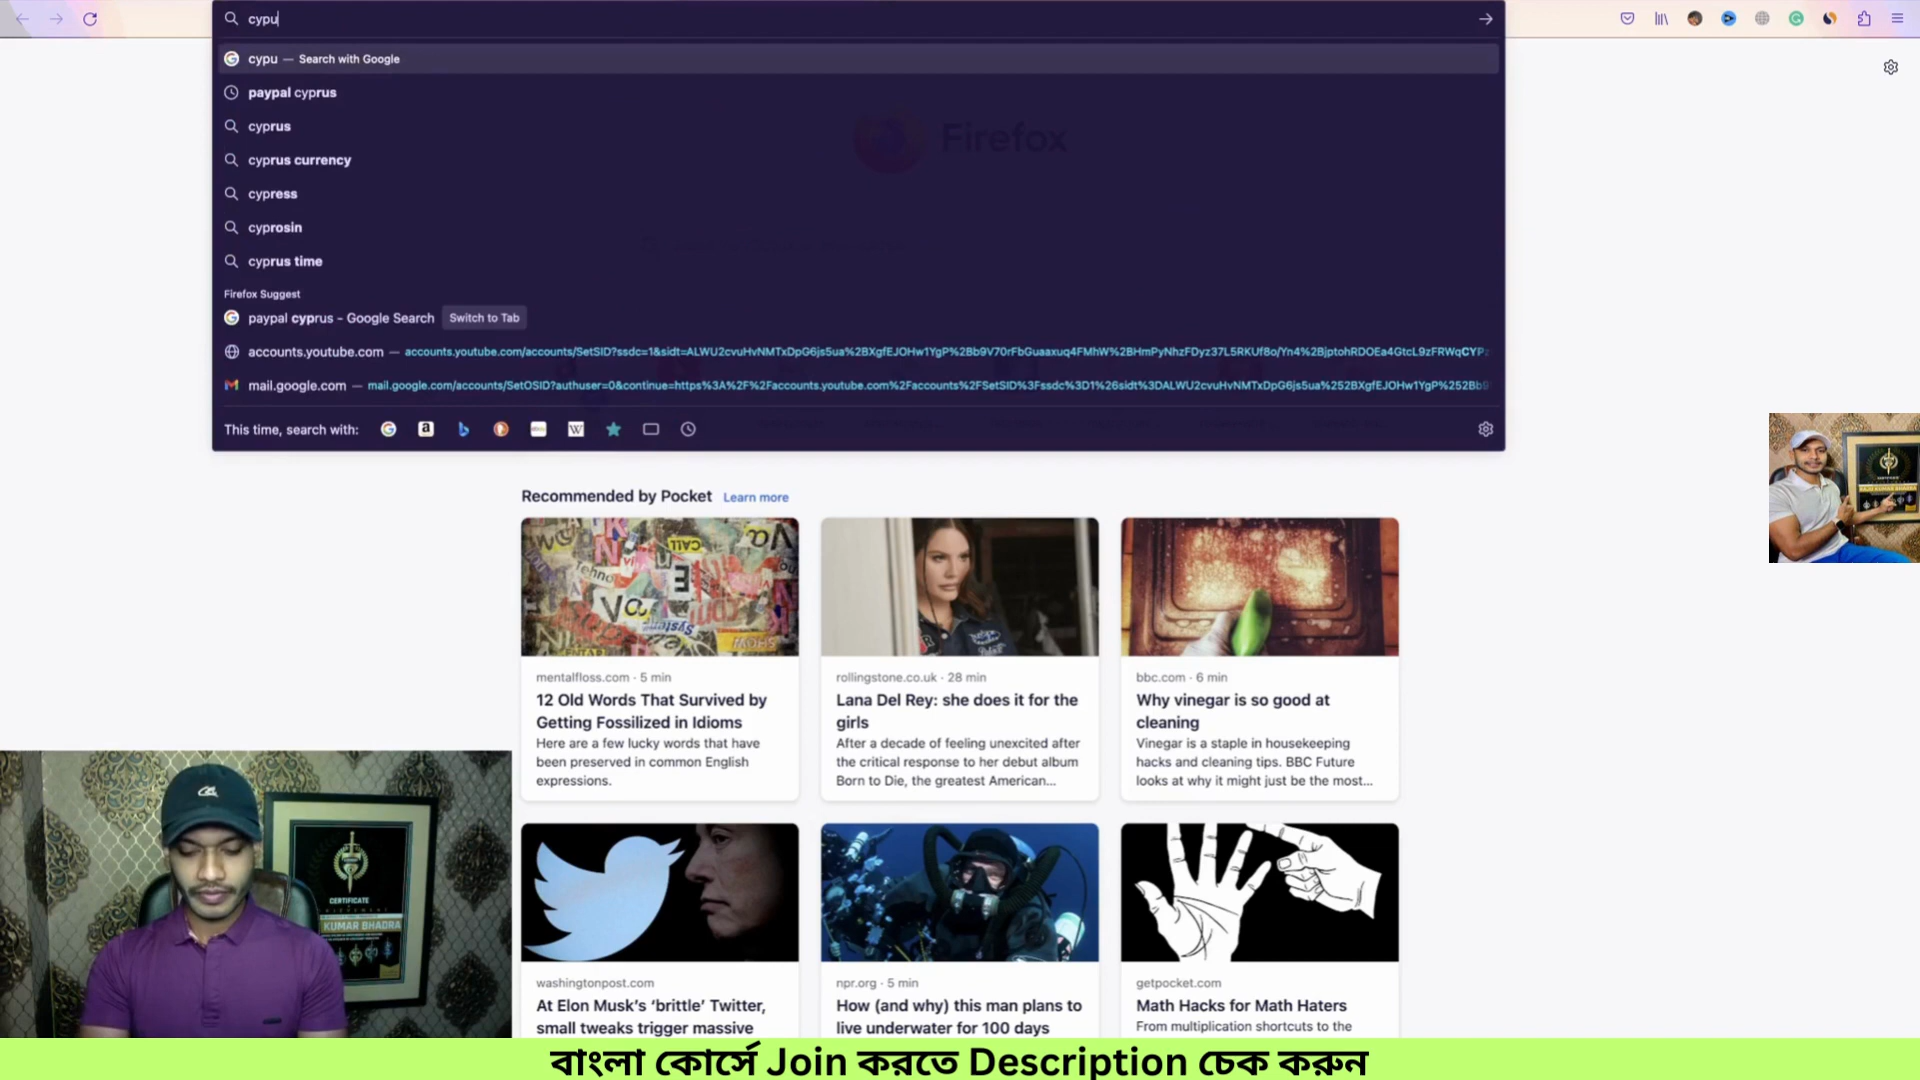 cypu
cypu — Search with Google
paypal cyprus
cyprus
cyprus currency
cypress
cyprosin
cyprus time
Firefox
Firefox Suggest
paypal cyprus - Google Search Switch to Tab
accounts.youtube.com —
mail.google.com —
This time, search with:
Recommended by Pocket Learn more
mentalfloss.com · 5 min
12 Old Words That Survived by
Getting Fossilized in Idioms
Here are a few lucky words that have
been preserved in common English
expressions.
rollingstone.co.uk · 28 min
Lana Del Rey: she does it for the
girls
After a decade of feeling unexcited after
the critical response to her debut album
Born to Die, the greatest American...
bbc.com · 6 min
Why vinegar is so good at
cleaning
Vinegar is a staple in housekeeping
hacks and cleaning tips. BBC Future
looks at why it might just be the most...
washingtonpost.com
At Elon Musk's 'brittle' Twitter,
small tweaks trigger massive
npr.org · 5 min
How (and why) this man plans to
live underwater for 100 days
getpocket.com
Math Hacks for Math Haters
From multiplication shortcuts to the
CERTIFICATE
KUMAR BHADRA
বাংলা কোর্সে Join করতে Description চেক করুন